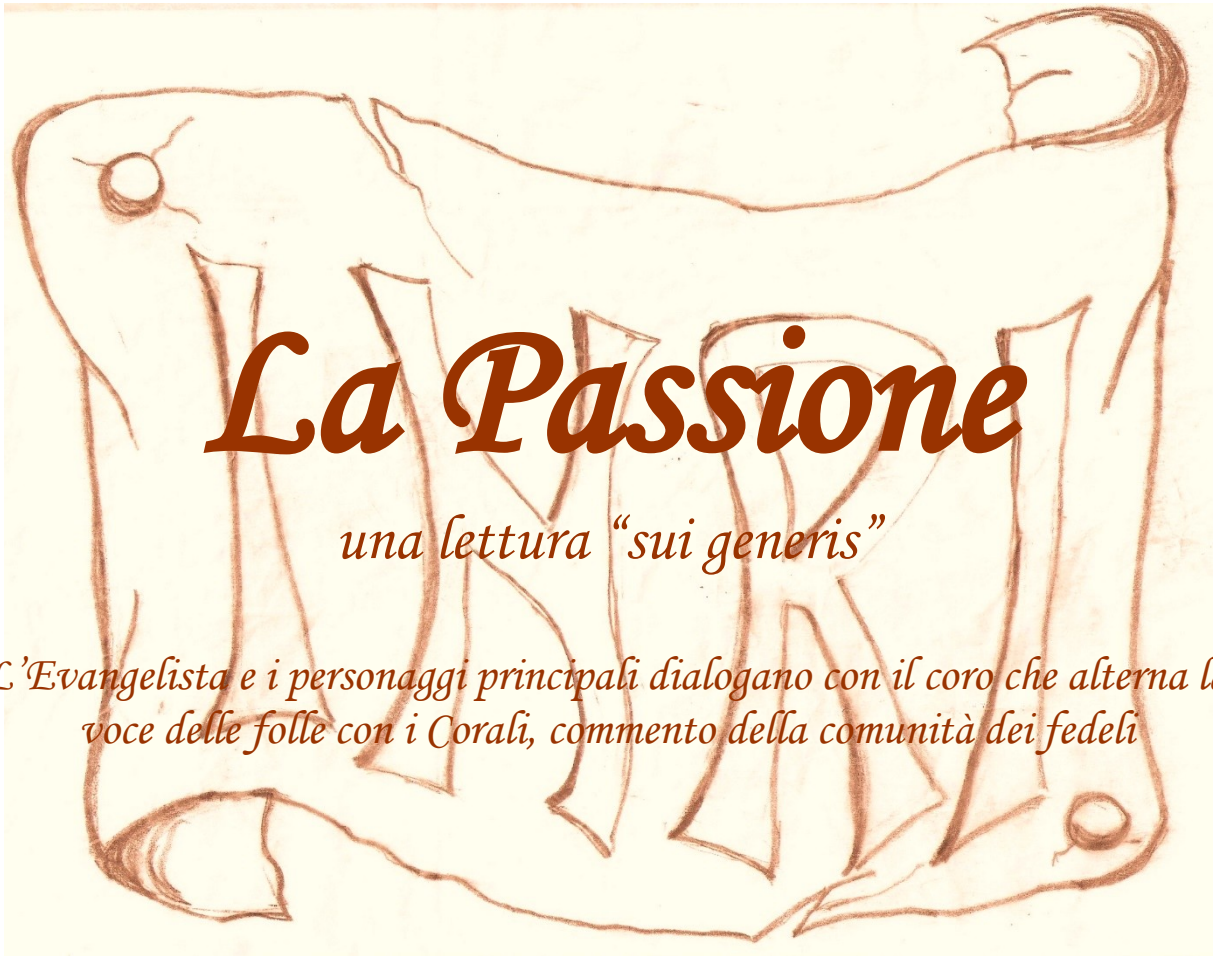 INRI
La Passione
una lettura “sui generis”
L’Evangelista e i personaggi principali dialogano con il coro che alterna la
voce delle folle con i Corali, commento della comunità dei fedeli